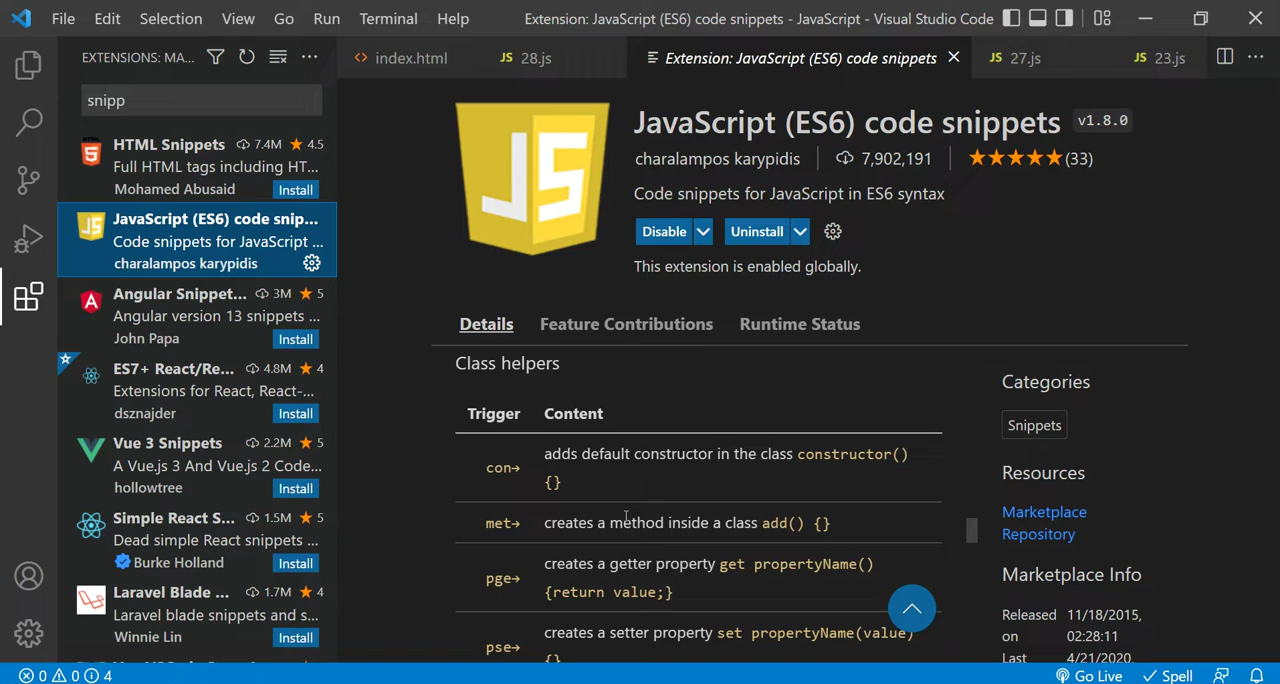 File Edit Selection View Go Run Terminal Help Extension: JavaScript (ES6) code snippets - JavaScript - Visual Studio Code
EXTENSIONS: MA...
snipp
HTML Snippets 7.4M 4.5
Full HTML tags including HT...
Mohamed Abusaid Install
JS
JavaScript (ES6) code snip...
Code snippets for JavaScript ...
charalampos karypidis
Angular Snippet... 3M 5
Angular version 13 snippets ...
John Papa Install
ES7+ React/Re... 4.8M 4
Extensions for React, React-...
dsznajder Install
Vue 3 Snippets 2.2M 5
A Vue.js 3 And Vue.js 2 Code...
hollowtree Install
Simple React S... 1.5M 5
Dead simple React snippets ...
Burke Holland Install
Laravel Blade ... 1.7M 4
Laravel blade snippets and s...
Winnie Lin Install
index.html JS 28.js Extension: JavaScript (ES6) code snippets JS 27.js JS 23.js
JS
JavaScript (ES6) code snippets v1.8.0
charalampos karypidis 7,902,191 (33)
Code snippets for JavaScript in ES6 syntax
Disable Uninstall
This extension is enabled globally.
Details Feature Contributions Runtime Status
Class helpers
Trigger Content
con→ adds default constructor in the class constructor()
{}
met→ creates a method inside a class add() {}
pge→ creates a getter property get propertyName()
{return value;}
pse→ creates a setter property set propertyName(value)
{}
Categories
Snippets
Resources
Marketplace
Repository
Marketplace Info
Released on 11/18/2015, 02:28:11
Last 4/21/2020,
0 0 4 Go Live Spell